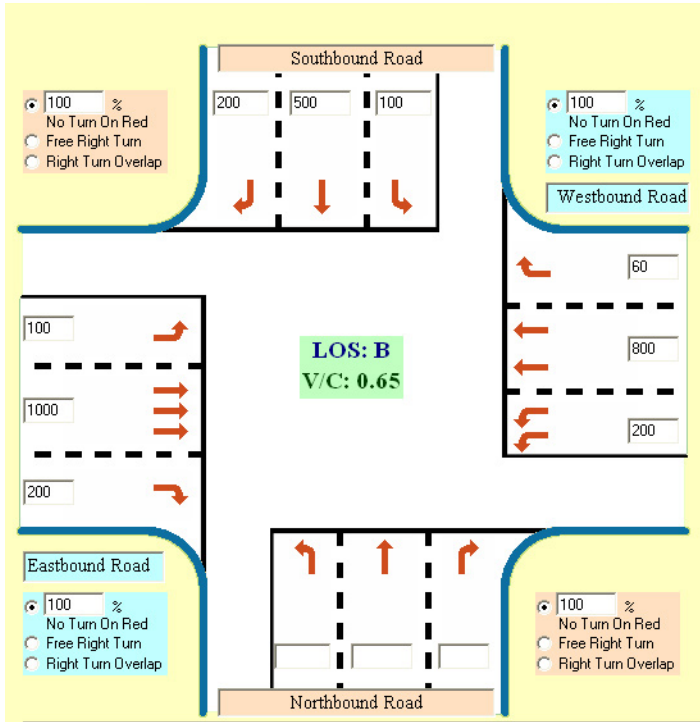 Southbound Road
100 %
No Turn On Red
Free Right Turn
Right Turn Overlap
200 500 100
100 %
No Turn On Red
Free Right Turn
Right Turn Overlap
Westbound Road
60
800
200
100
1000
200
LOS: B
V/C: 0.65
Eastbound Road
100 %
No Turn On Red
Free Right Turn
Right Turn Overlap
100 %
No Turn On Red
Free Right Turn
Right Turn Overlap
Northbound Road